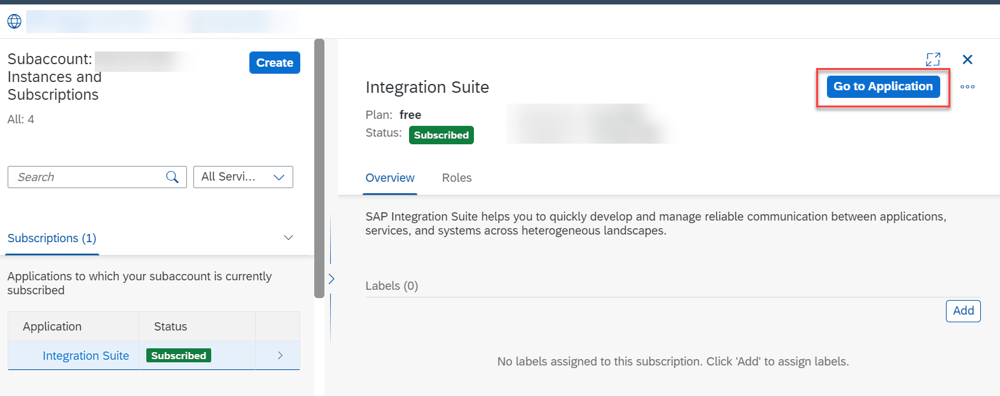 Subaccount:
Instances and
Subscriptions
Create
All: 4
Search
All Servi...
Subscriptions (1)
Applications to which your subaccount is currently
subscribed
Application Status
Integration Suite Subscribed
Integration Suite
Go to Application
Plan: free
Status: Subscribed
Overview Roles
SAP Integration Suite helps you to quickly develop and manage reliable communication between applications,
services, and systems across heterogeneous landscapes.
Labels (0)
Add
No labels assigned to this subscription. Click 'Add' to assign labels.